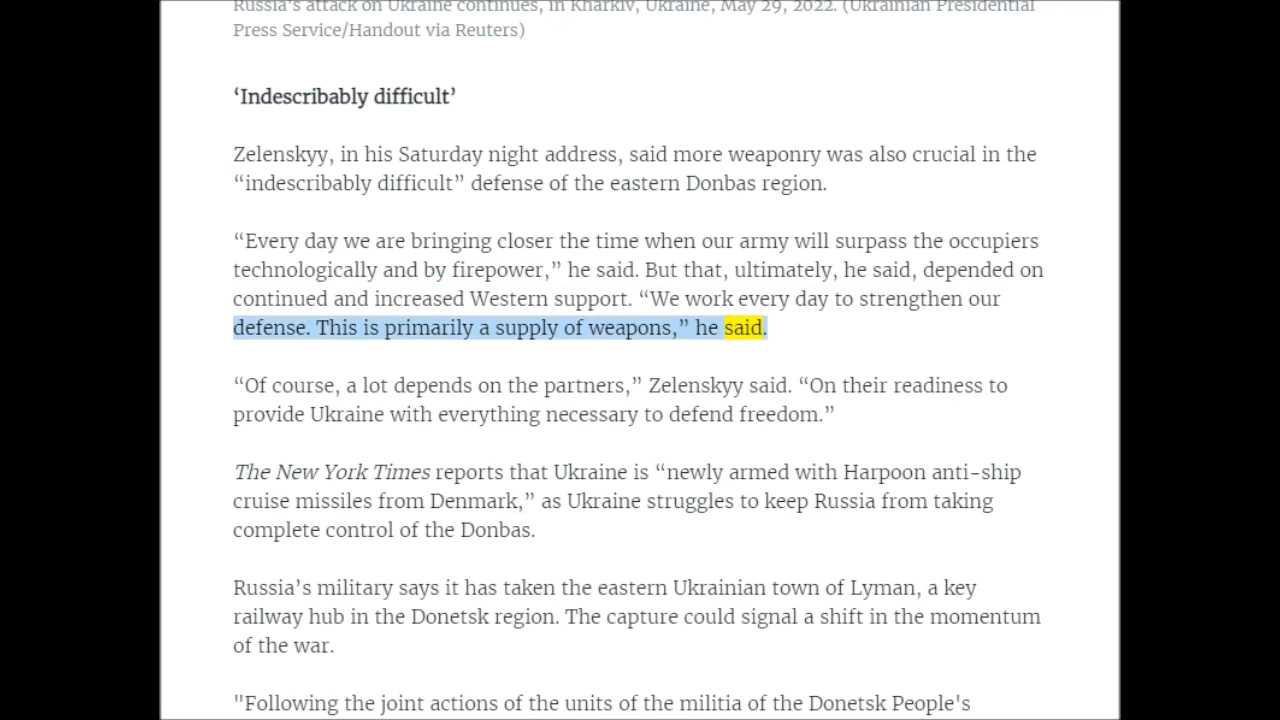 Russia's attack on Ukraine continues, in Kharkiv, Ukraine, May 29, 2022. (Ukrainian Presidential
Press Service/Handout via Reuters)
‘Indescribably difficult’
Zelenskyy, in his Saturday night address, said more weaponry was also crucial in the
“indescribably difficult” defense of the eastern Donbas region.
“Every day we are bringing closer the time when our army will surpass the occupiers
technologically and by firepower,” he said. But that, ultimately, he said, depended on
continued and increased Western support. “We work every day to strengthen our
defense. This is primarily a supply of weapons,” he said.
“Of course, a lot depends on the partners,” Zelenskyy said. “On their readiness to
provide Ukraine with everything necessary to defend freedom.”
The New York Times reports that Ukraine is “newly armed with Harpoon anti-ship
cruise missiles from Denmark,” as Ukraine struggles to keep Russia from taking
complete control of the Donbas.
Russia’s military says it has taken the eastern Ukrainian town of Lyman, a key
railway hub in the Donetsk region. The capture could signal a shift in the momentum
of the war.
"Following the joint actions of the units of the militia of the Donetsk People's